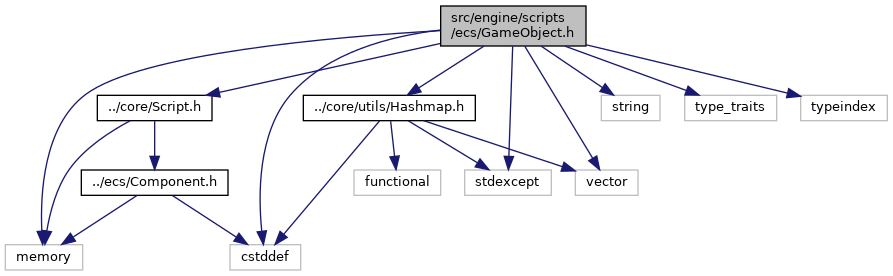 src/engine/scripts
/ecs/GameObject.h
../core/Script.h
../core/utils/Hashmap.h
string
type_traits
typeindex
../ecs/Component.h
functional
stdexcept
vector
memory
cstddef